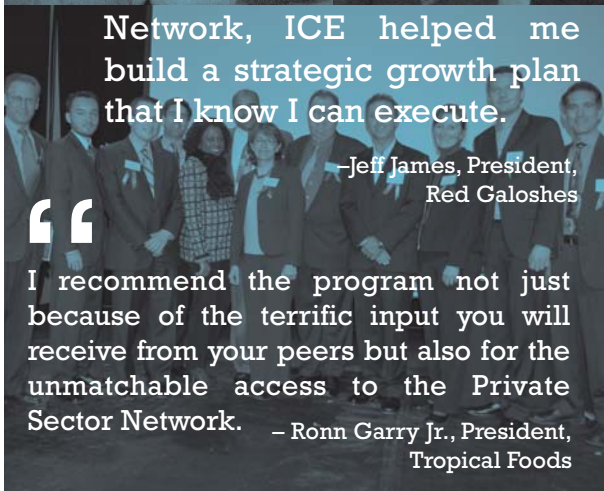 Network, ICE helped me
build a strategic growth plan
that I know I can execute.
–Jeff James, President,
Red Galoshes
“
I recommend the program not just
because of the terrific input you will
receive from your peers but also for the
unmatchable access to the Private
Sector Network.
– Ronn Garry Jr., President,
Tropical Foods